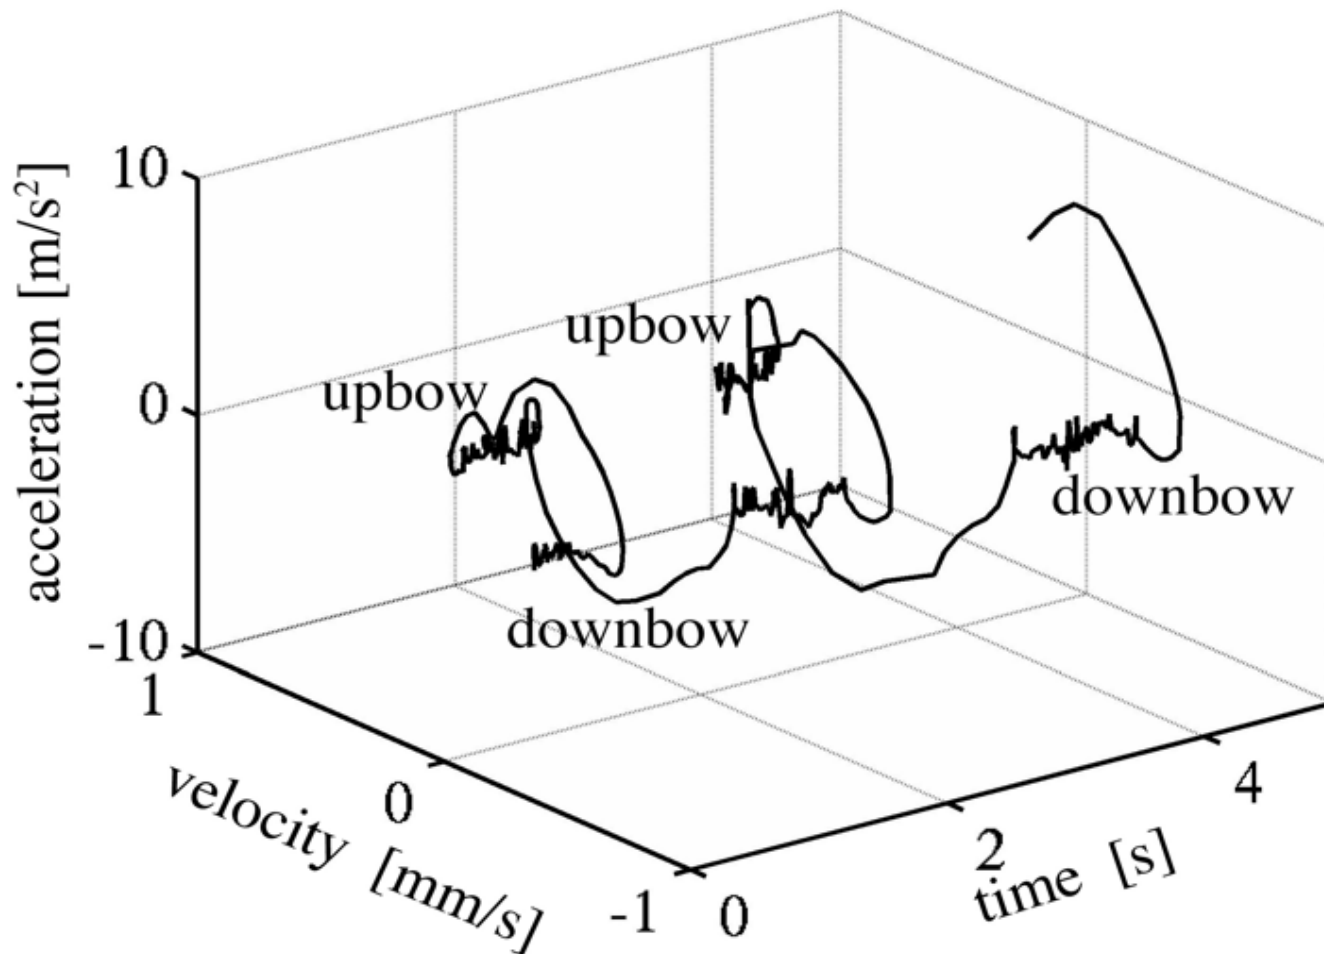 10
acceleration [m/s²]
upbow
upbow
0
downbow
downbow
-10
1
0
4
velocity [mm/s]
2
time [s]
-1
0